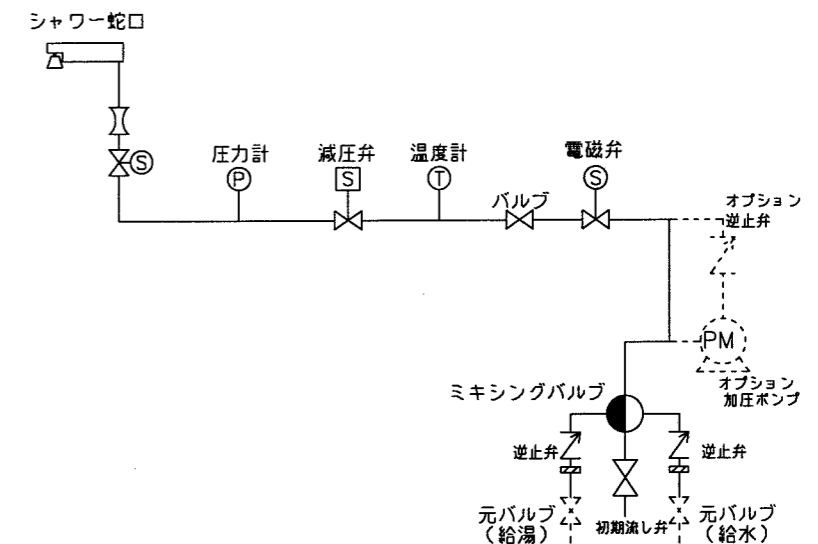 シャワー蛇口
圧力計
減圧弁
温度計
電磁弁
P
S
T
S
S
バルブ
オプション
逆止弁
PM
オプション
加圧ポンプ
ミキシングバルブ
逆止弁
逆止弁
元バルブ
(給湯)
初期流し弁
元バルブ
(給水)